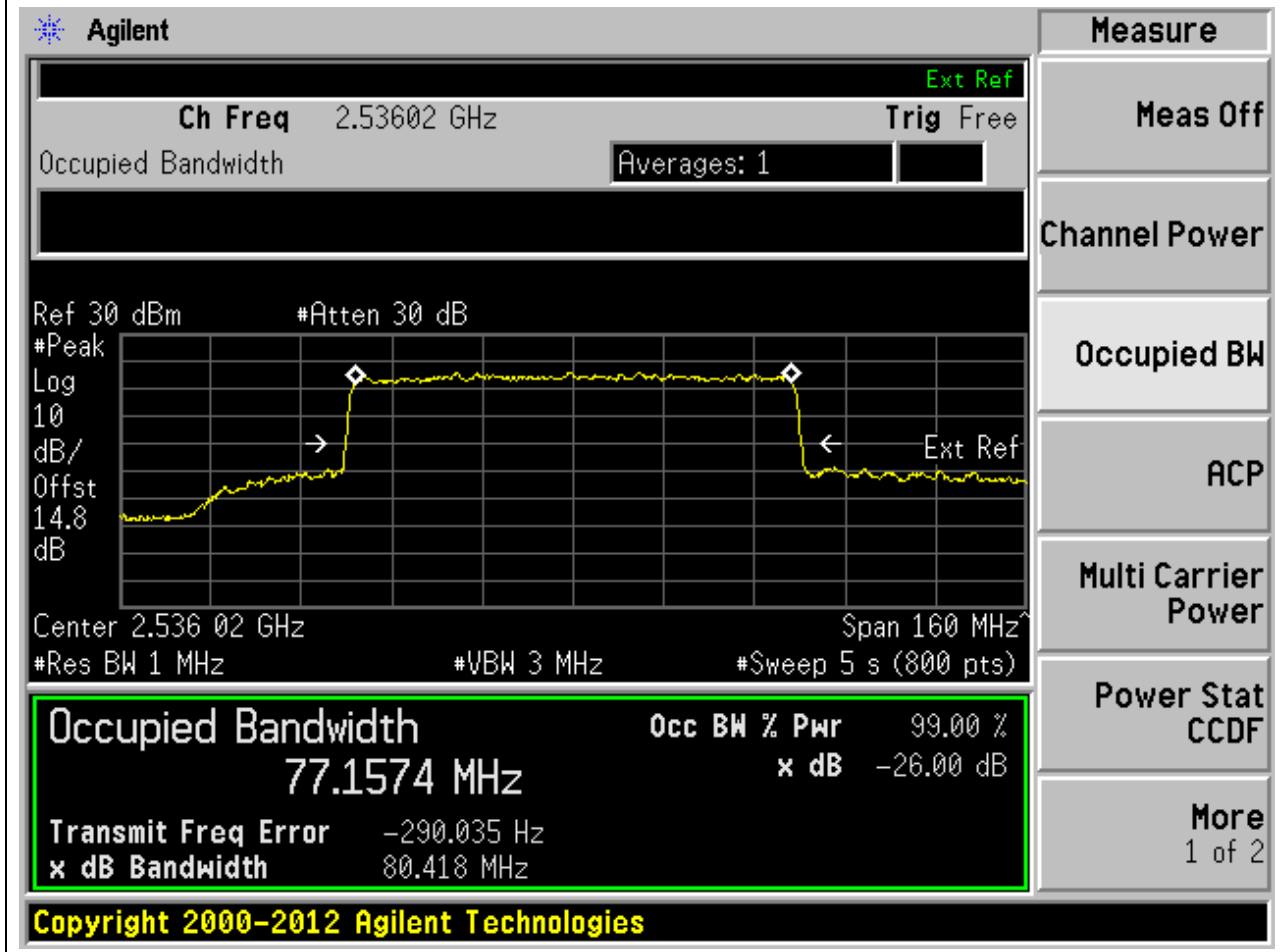 Agilent
Measure
Ext Ref
Ch Freq 2.53602 GHz Trig Free
Occupied Bandwidth Averages: 1
Ref 30 dBm #Atten 30 dB
#Peak
Log
10
dB/
Offst
14.8
dB
Ext Ref
Center 2.536 02 GHz Span 160 MHz^
#Res BW 1 MHz #VBW 3 MHz #Sweep 5 s (800 pts)
Occupied Bandwidth
77.1574 MHz
Occ BW % Pwr 99.00 %
x dB -26.00 dB
Transmit Freq Error -290.035 Hz
x dB Bandwidth 80.418 MHz
Meas Off
Channel Power
Occupied BW
ACP
Multi Carrier
Power
Power Stat
CCDF
More
1 of 2
Copyright 2000-2012 Agilent Technologies